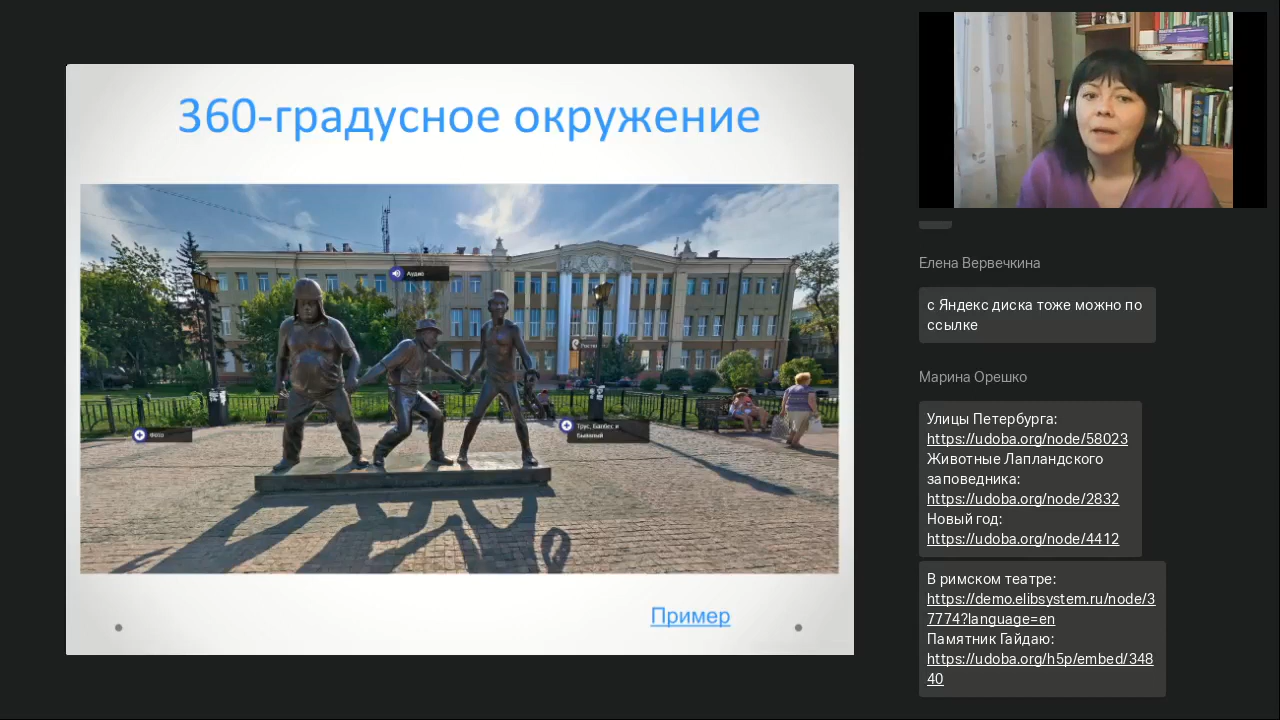 360-градусное окружение
Аудио
Фото
Трус, Балбес и
Бывалый
Пример
Елена Вервечкина
с Яндекс диска тоже можно по
ссылке
Марина Орешко
Улицы Петербурга:
https://udoba.org/node/58023
Животные Лапландского
заповедника:
https://udoba.org/node/2832
Новый год:
https://udoba.org/node/4412
В римском театре:
https://demo.elibsystem.ru/node/3
7774?language=en
Памятник Гайдаю:
https://udoba.org/h5p/embed/348
40